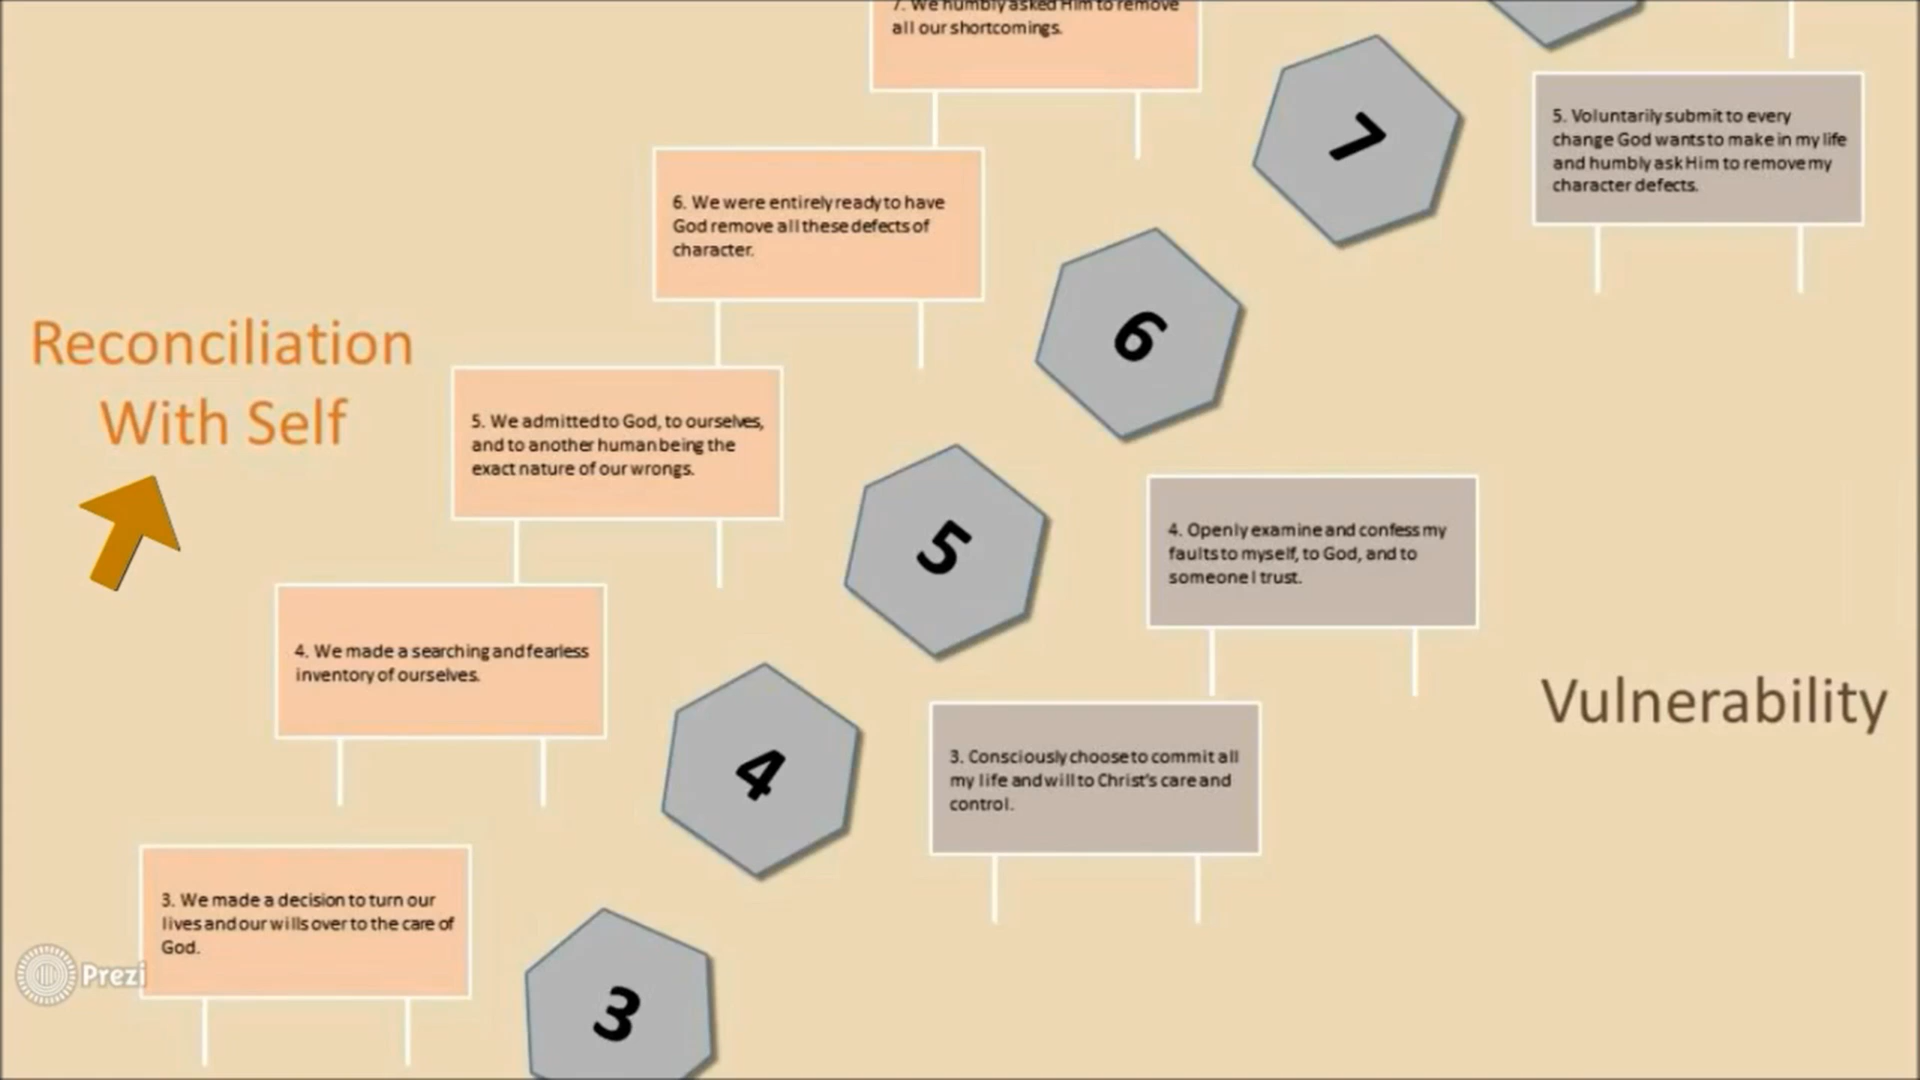 7. We humbly asked Him to remove
all our shortcomings.
7
5. Voluntarily submit to every
change God wants to make in my life
and humbly ask Him to remove my
character defects.
6. We were entirely ready to have
God remove all these defects of
character.
6
Reconciliation
With Self
5. We admitted to God, to ourselves,
and to another human being the
exact nature of our wrongs.
5
4. Openly examine and confess my
faults to myself, to God, and to
someone I trust.
4. We made a searching and fearless
inventory of ourselves.
4
Vulnerability
3. Consciously choose to commit all
my life and will to Christ's care and
control.
3. We made a decision to turn our
lives and our wills over to the care of
God.
3
Prezi